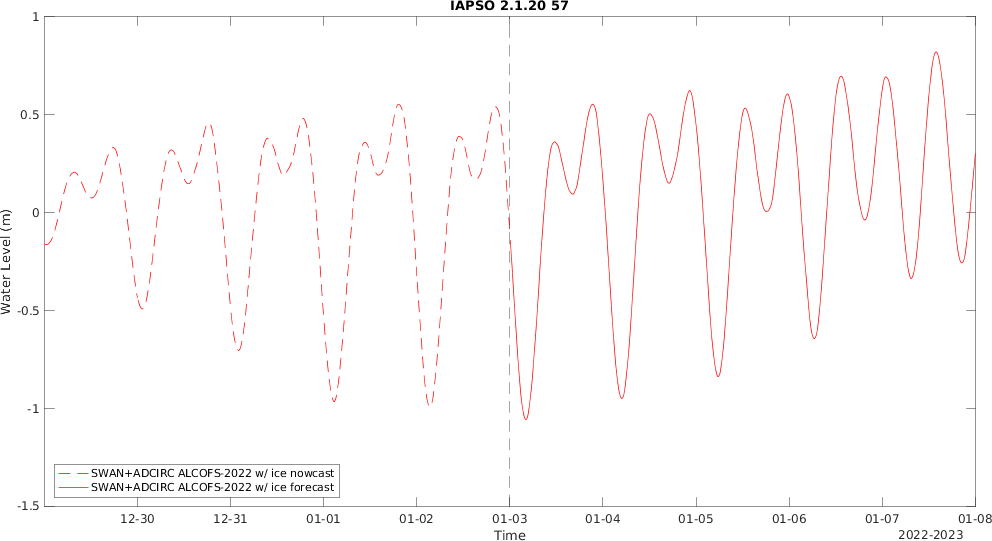 IAPSO 2.1.20 57
Water Level (m)
1
0.5
0
-0.5
-1
-1.5
SWAN+ADCIRC ALCOFS-2022 w/ ice nowcast
SWAN+ADCIRC ALCOFS-2022 w/ ice forecast
12-30 12-31 01-01 01-02 01-03 01-04 01-05 01-06 01-07 01-08
Time
2022-2023